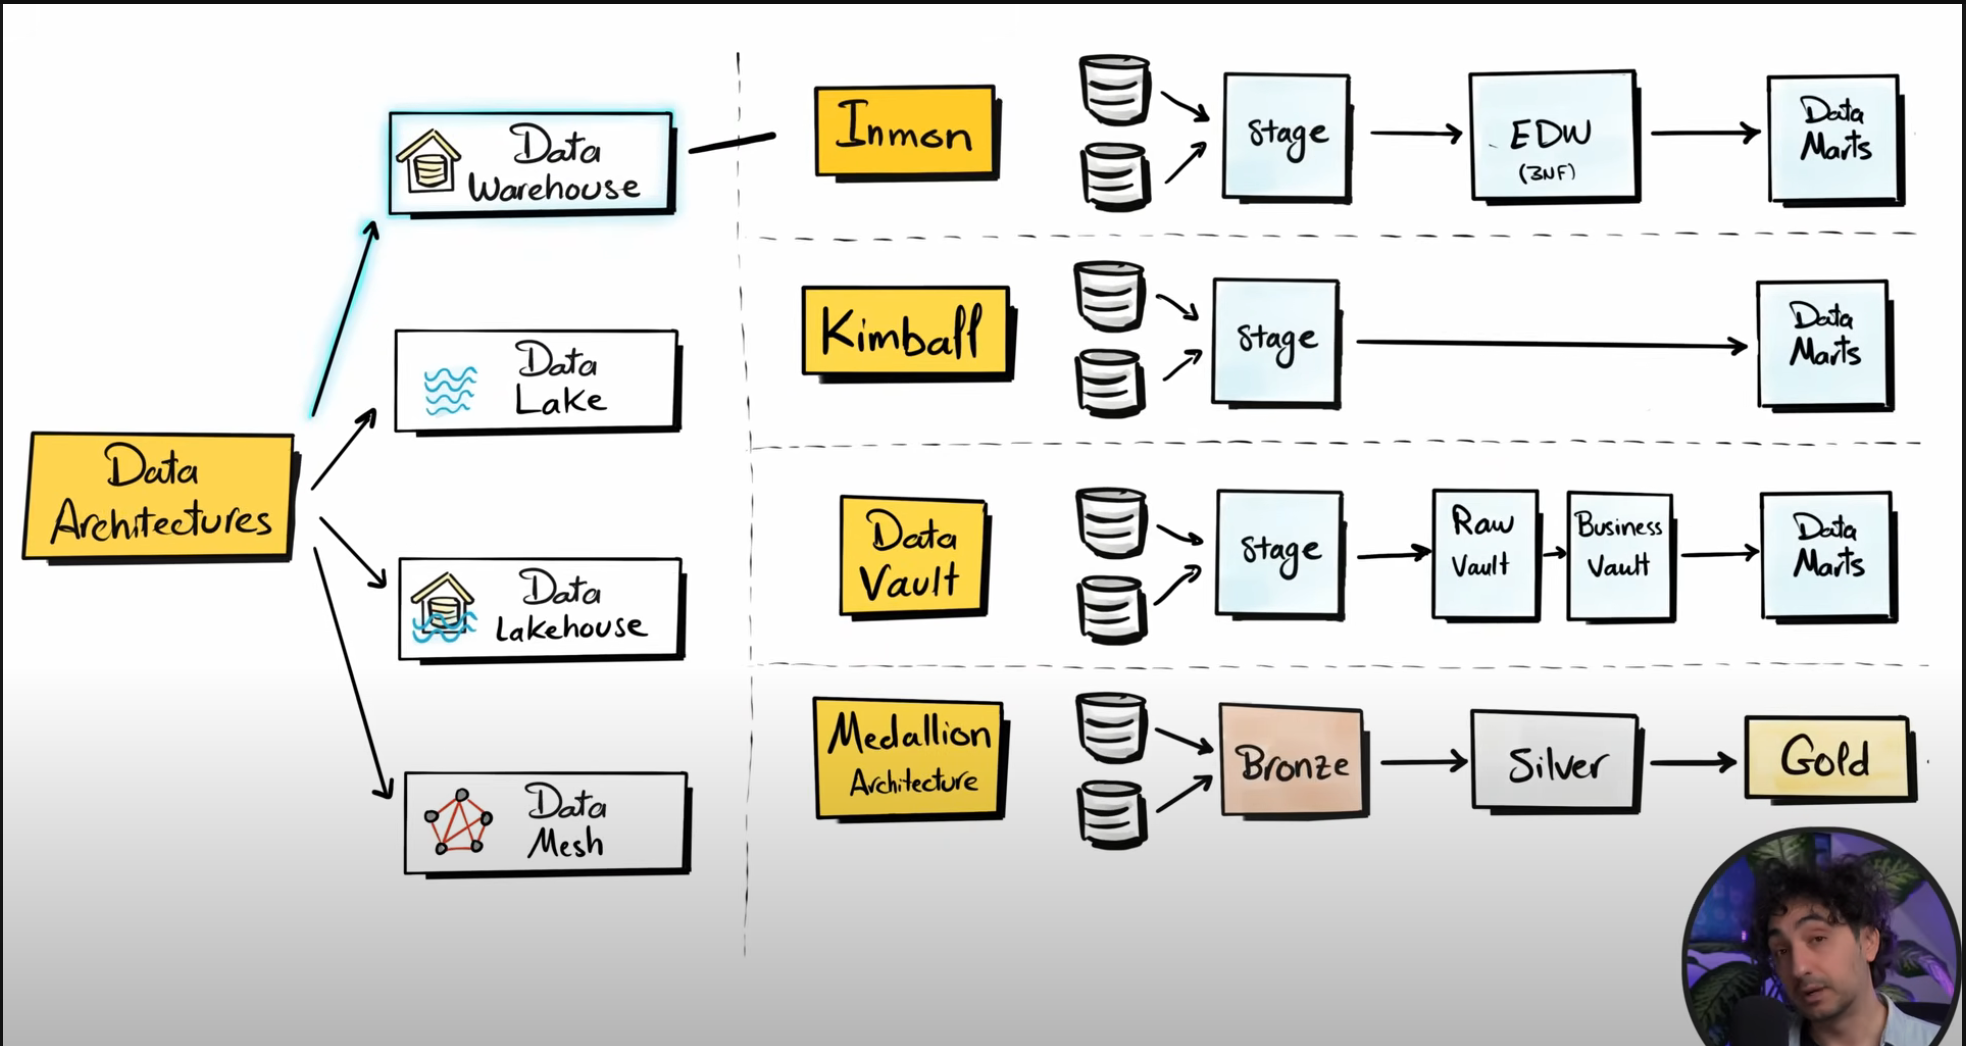 Data
Architectures
Data
Warehouse
Data
Lake
Data
Lakehouse
Data
Mesh
Inmon
Stage
EDW
(3NF)
Data
Marts
Kimball
Stage
Data
Marts
Data
Vault
Stage
Raw
Vault
Business
Vault
Data
Marts
Medallion
Architecture
Bronze
Silver
Gold